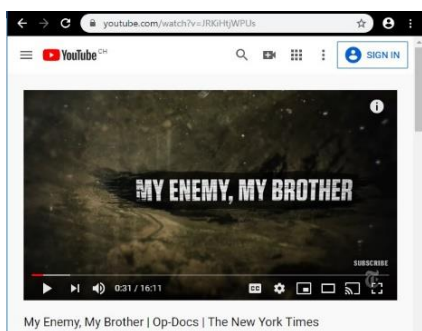 youtube.com/watch?v=JRKiHtjWPUs
YouTube CH
SIGN IN
MY ENEMY, MY BROTHER
SUBSCRIBE
0:31 / 16:11
CC
My Enemy, My Brother | Op-Docs | The New York Times